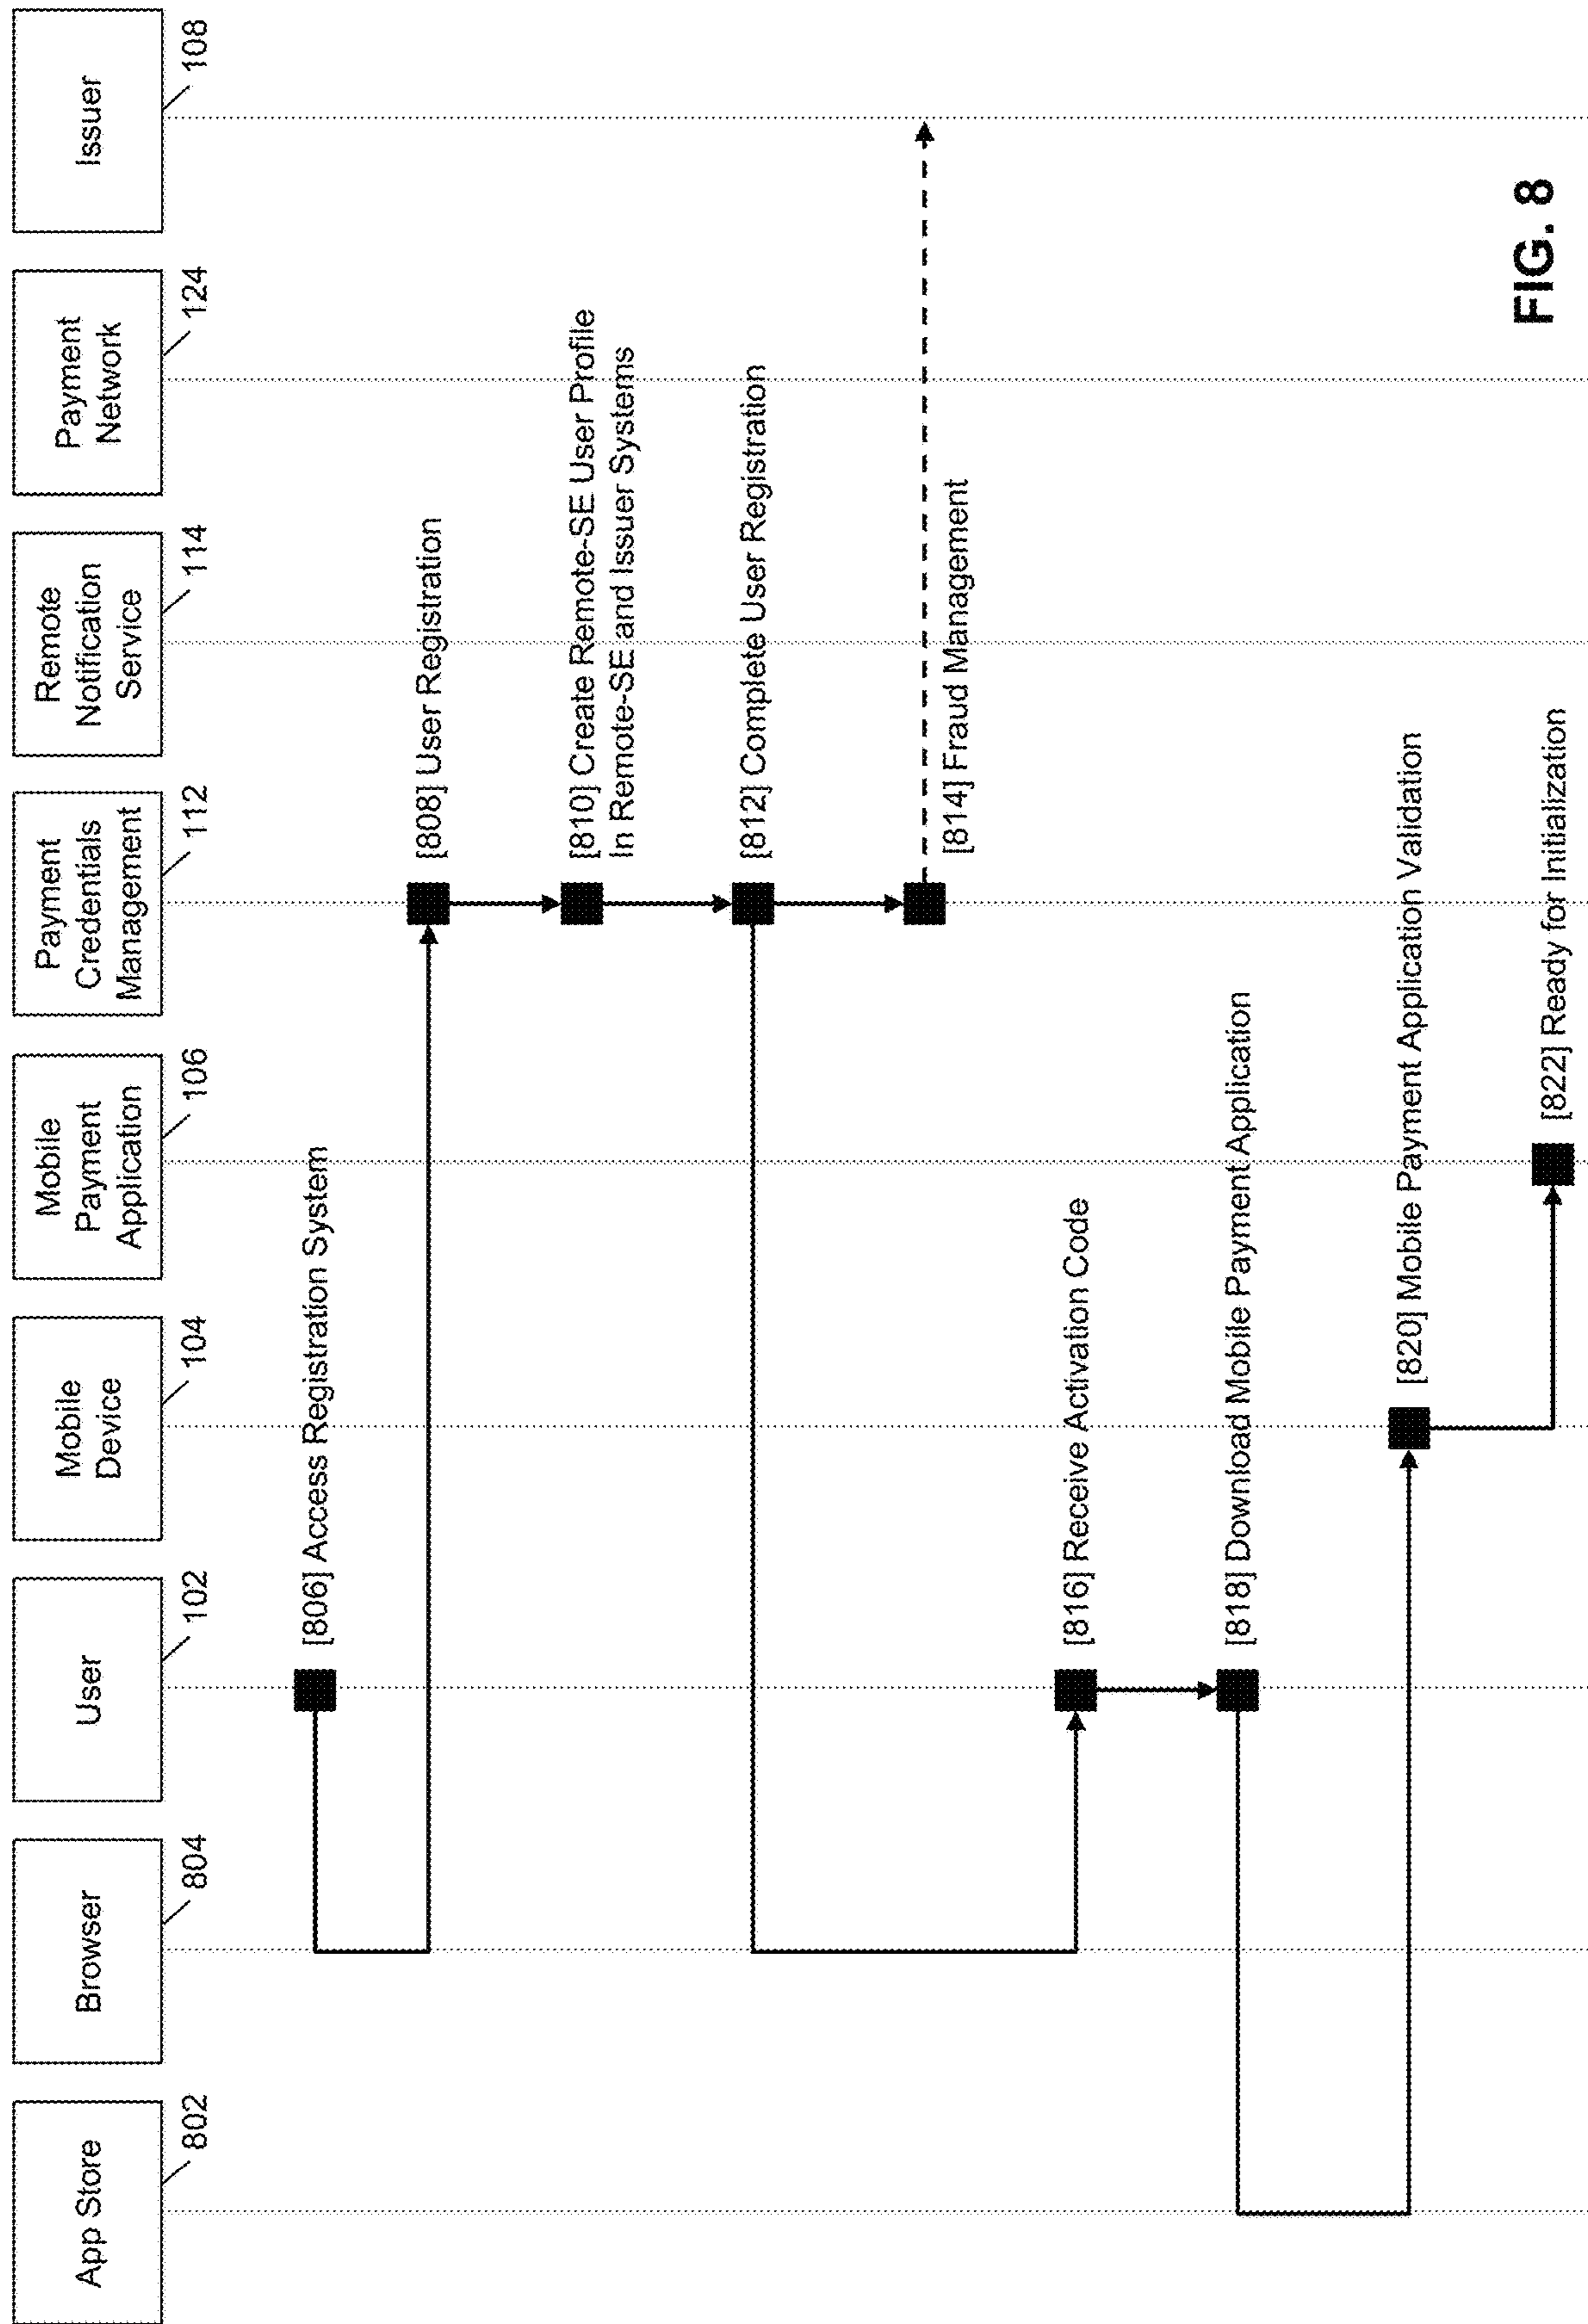 App Store
802
Browser
804
User
102
Mobile
Device
104
Mobile
Payment
Application
106
Payment
Credentials
Management
112
Remote
Notification
Service
114
Payment
Network
124
Issuer
108
[806] Access Registration System
[808] User Registration
[810] Create Remote-SE User Profile
In Remote-SE and Issuer Systems
[812] Complete User Registration
[814] Fraud Management
[816] Receive Activation Code
[818] Download Mobile Payment Application
[820] Mobile Payment Application Validation
[822] Ready for Initialization
FIG. 8